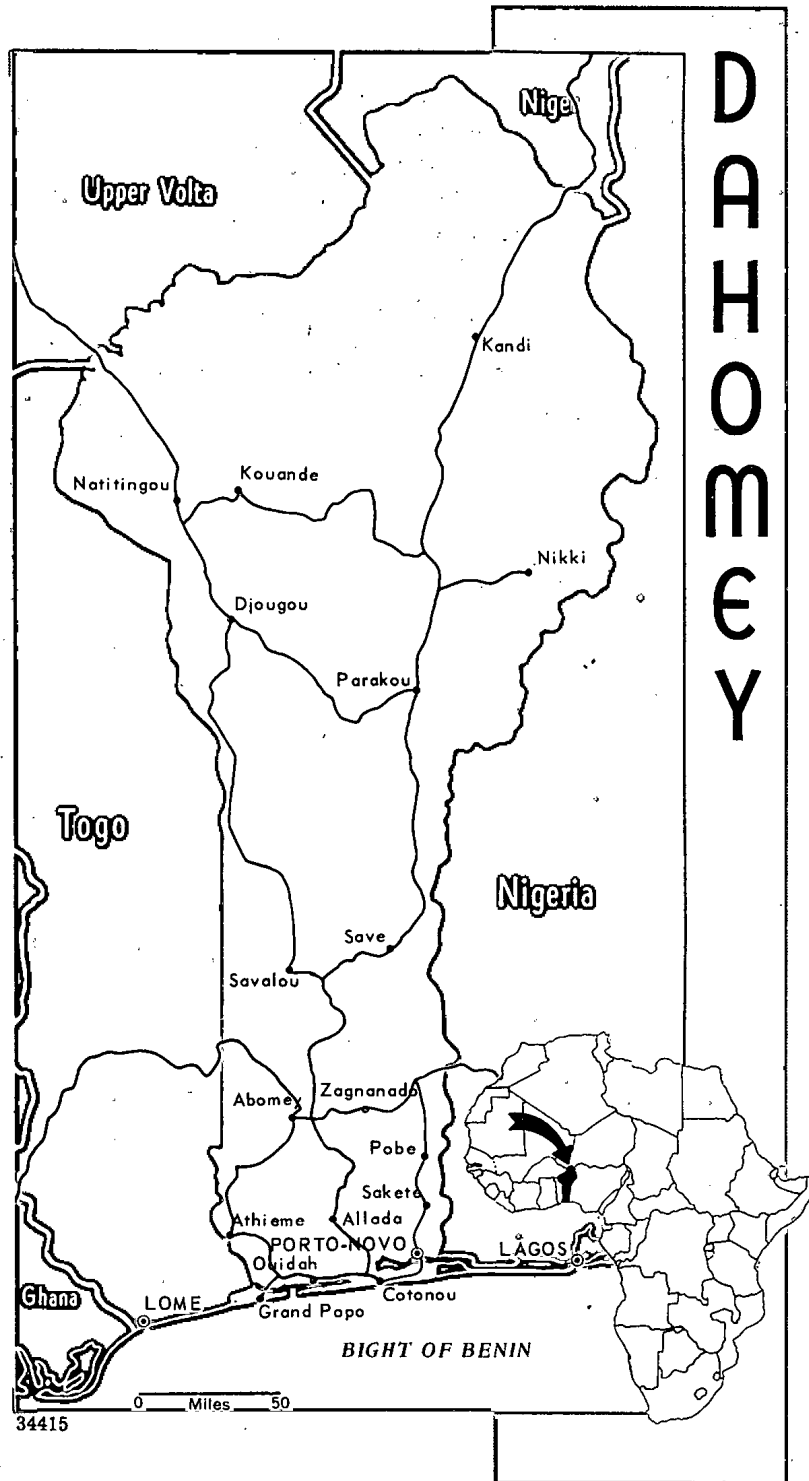 DAHOMEY
Niger
Upper Volta
Kandi
Natitingou
Kouande
Nikki
Djougou
Parakou
Togo
Nigeria
Save
Savalou
Abomey
Zagnanado
Pobe
Sakete
Athieme
Allada
PORTO-NOVO
LAGOS
Ouidah
Cotonou
Ghana
LOME
Grand Papo
BIGHT OF BENIN
0 Miles 50
34415